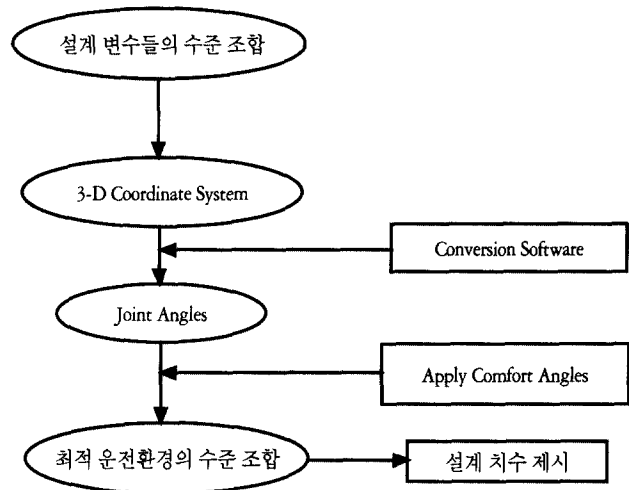 설계 변수들의 수준 조합
3-D Coordinate System
Conversion Software
Joint Angles
Apply Comfort Angles
최적 운전환경의 수준 조합
설계 치수 제시